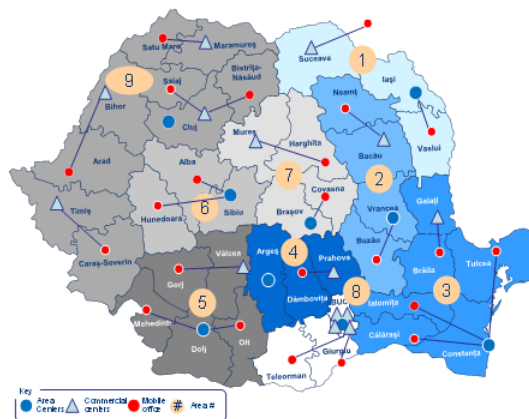 Satu Mare
Maramureș
Suceava
1
Sălaj
Bistrița-
Năsăud
Iași
9
Bihor
Neamț
Cluj
Mureș
Harghita
Vaslui
Arad
Alba
Bacău
7
2
Covasna
Timiș
Hunedoara
6
Sibiu
Brașov
Vrancea
Galați
Caraș-Soverin
Vâlcea
Argeș
4
Prahova
Buzău
Brăila
Tulcea
Gorj
5
Dâmbovița
8
BUC
Ialomița
3
Mehedinți
Dolj
Olt
Călărași
Giurgiu
Constanța
Teleorman
Key
Area
Centers
Commercial
centers
Mobile
office
#
Area #